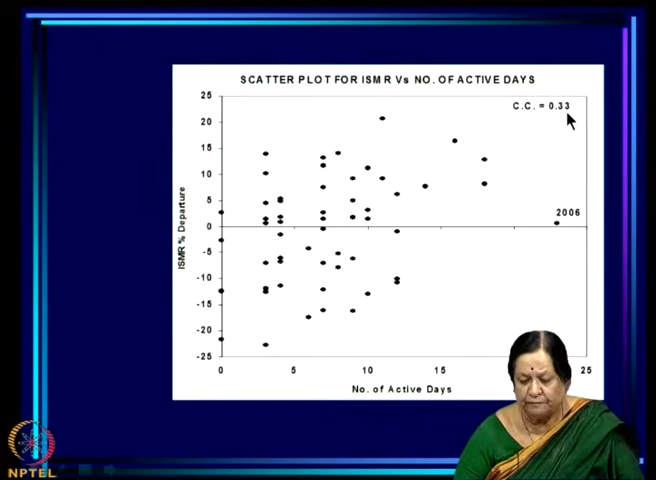 SCATTER PLOT FOR ISMR Vs NO. OF ACTIVE DAYS
C.C. = 0.33
25
20
15
10
5
0
-5
-10
-15
-20
-25
ISMR % Departure
2006
0 5 10 15 25
No. of Active Days
NPTEL